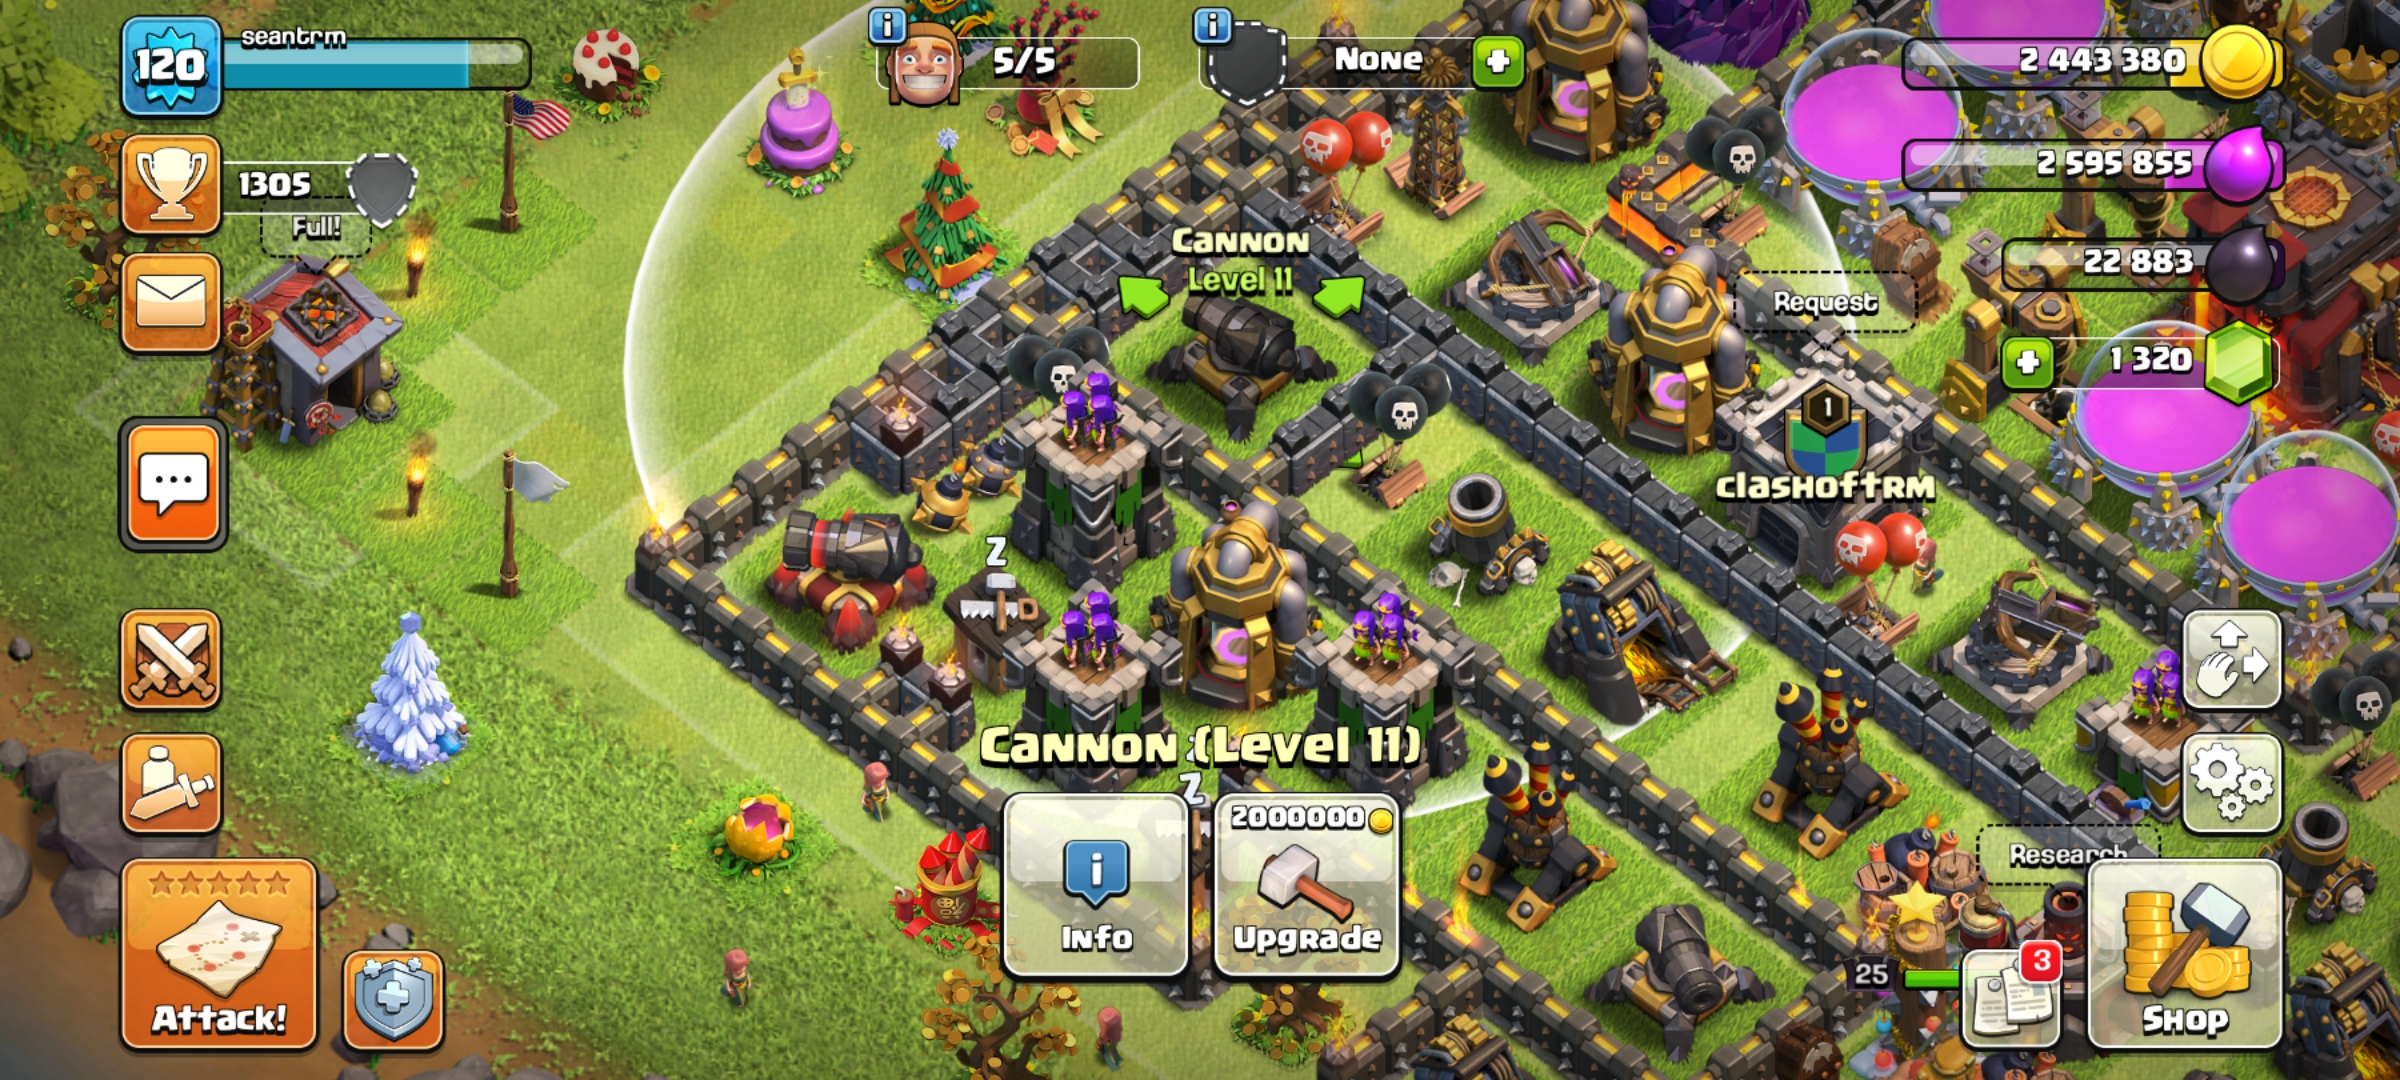 120
seantrm
5/5
None
2 443 380
1305
2 595 855
Full!
Cannon
Level 11
22 883
Request
1 320
1
clashoftRM
Z
Cannon (Level 11)
Z
2000000
Info
Upgrade
Research
Attack!
25
3
Shop